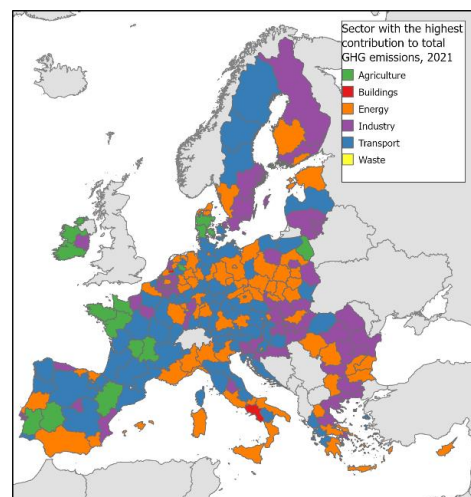 Sector with the highest
contribution to total
GHG emissions, 2021
Agriculture
Buildings
Energy
Industry
Transport
Waste